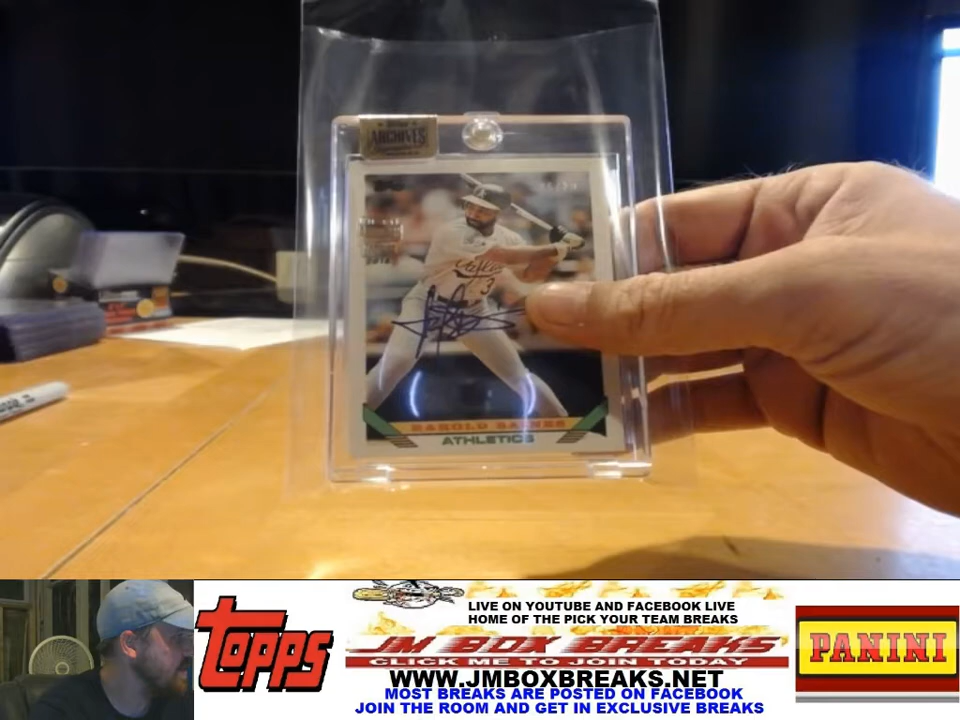 ARCHIVES
HAROLD BAINES
ATHLETICS
TOPPS
LIVE ON YOUTUBE AND FACEBOOK LIVE
HOME OF THE PICK YOUR TEAM BREAKS
JM BOX BREAKS
CLICK ME TO JOIN TODAY
WWW.JMBOXBREAKS.NET
MOST BREAKS ARE POSTED ON FACEBOOK
JOIN THE ROOM AND GET IN EXCLUSIVE BREAKS
PANINI